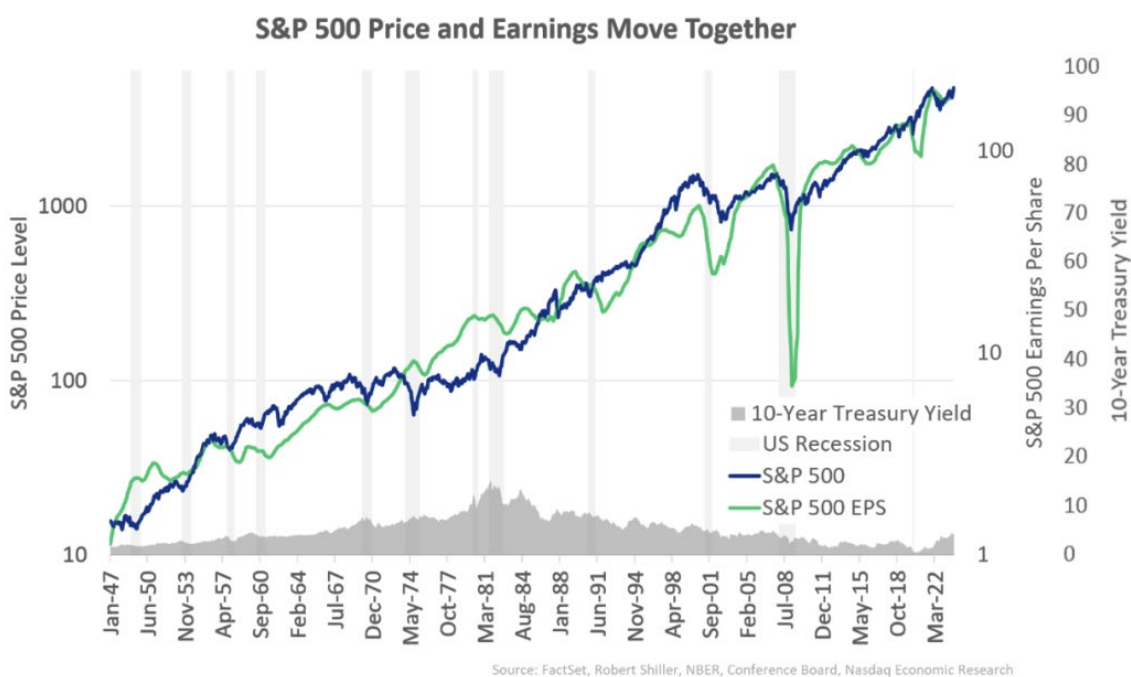 S&P 500 Price and Earnings Move Together
S&P 500 Price Level
1000
100
10
100
10
1
S&P 500 Earnings Per Share
100
90
80
70
60
50
40
30
20
10
0
10-Year Treasury Yield
10-Year Treasury Yield
US Recession
S&P 500
S&P 500 EPS
Jan-47
Jun-50
Nov-53
Apr-57
Sep-60
Feb-64
Jul-67
Dec-70
May-74
Oct-77
Mar-81
Aug-84
Jan-88
Jun-91
Nov-94
Apr-98
Sep-01
Feb-05
Jul-08
Dec-11
May-15
Oct-18
Mar-22
Source: FactSet, Robert Shiller, NBER, Conference Board, Nasdaq Economic Research